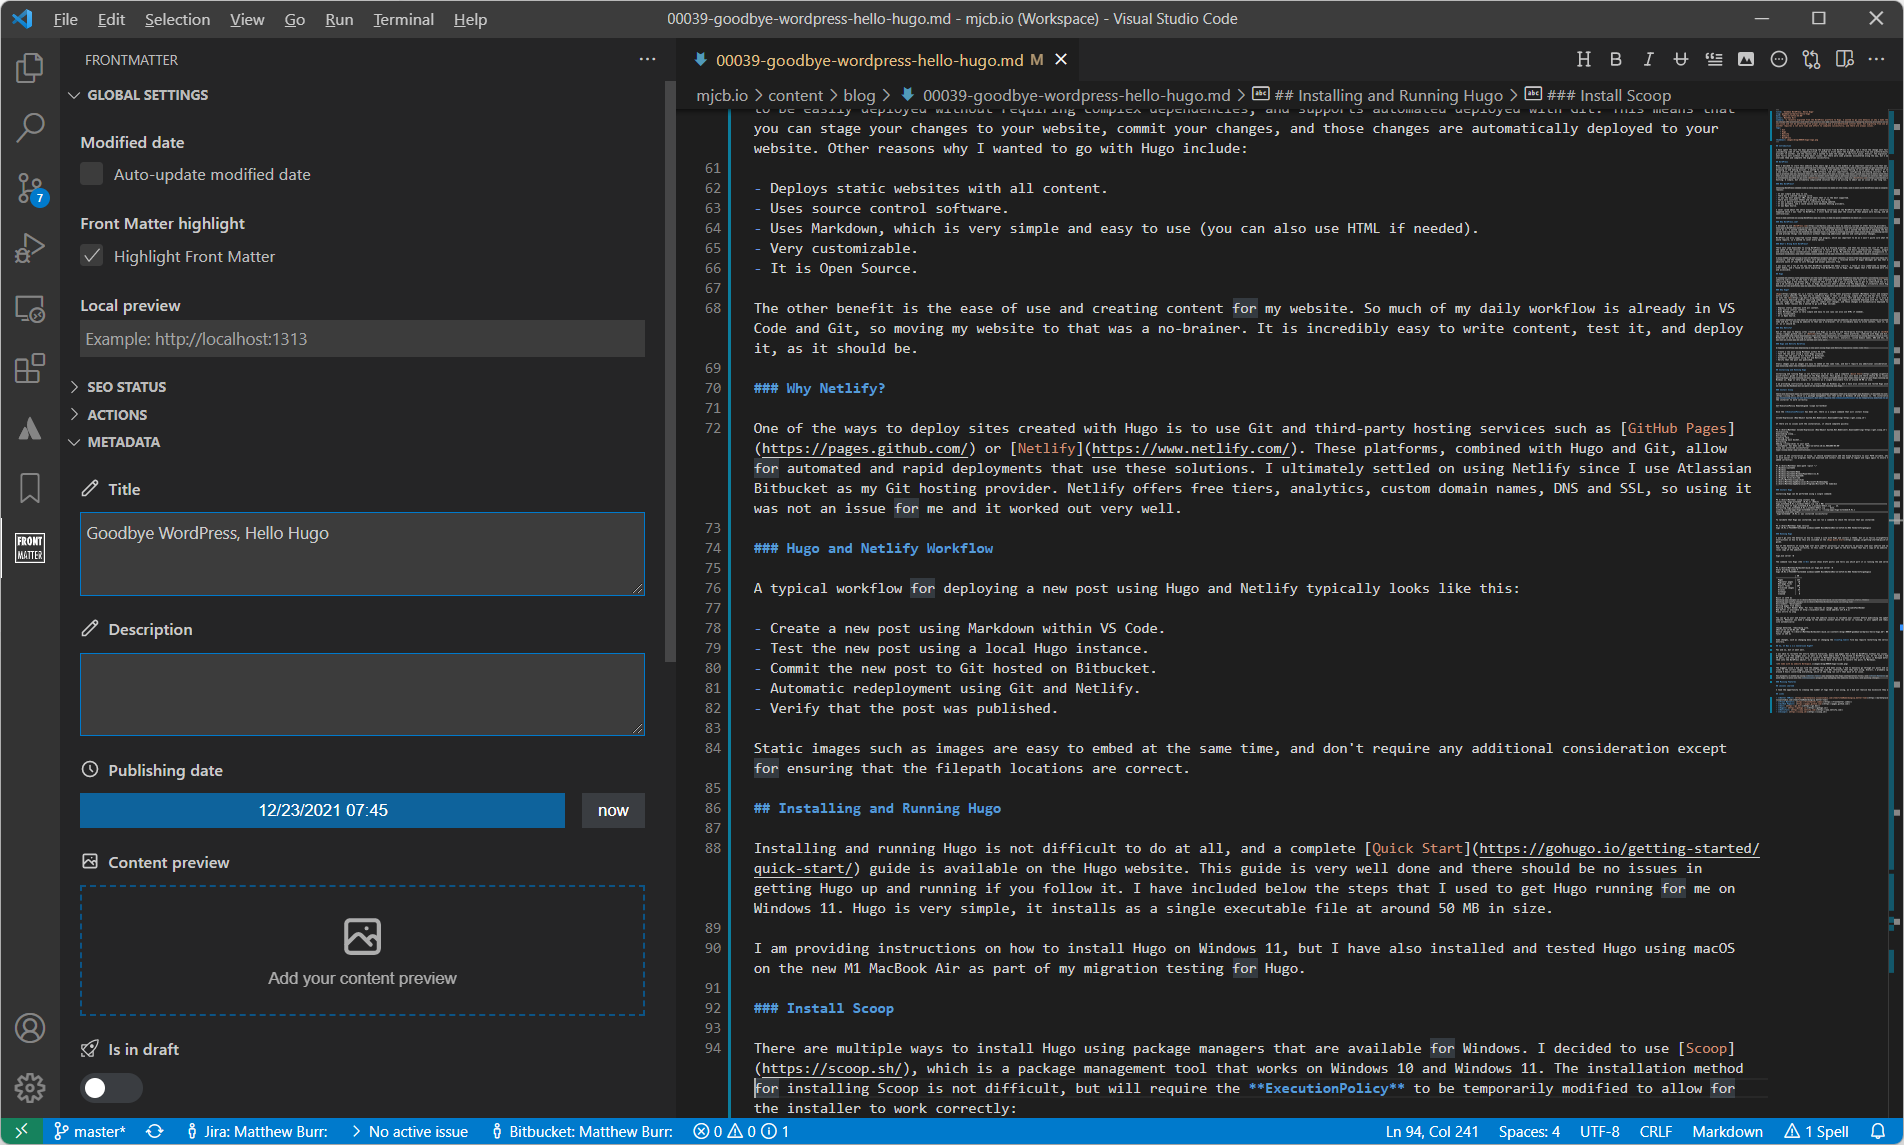 File Edit Selection View Go Run Terminal Help
00039-goodbye-wordpress-hello-hugo.md - mjcb.io (Workspace) - Visual Studio Code
FRONTMATTER
GLOBAL SETTINGS
Modified date
Auto-update modified date
7
Front Matter highlight
Highlight Front Matter
Local preview
Example: http://localhost:1313
SEO STATUS
ACTIONS
METADATA
Title
Goodbye WordPress, Hello Hugo
FRONT
MATTER
Description
Publishing date
12/23/2021 07:45 now
Content preview
Add your content preview
Is in draft
00039-goodbye-wordpress-hello-hugo.md M
mjcb.io > content > blog > 00039-goodbye-wordpress-hello-hugo.md > ## Installing and Running Hugo > ### Install Scoop
to be easily deployed without requiring complex dependencies, and supports automated deployed with Git. This means that
you can stage your changes to your website, commit your changes, and those changes are automatically deployed to your
website. Other reasons why I wanted to go with Hugo include:
61
62 - Deploys static websites with all content.
63 - Uses source control software.
64 - Uses Markdown, which is very simple and easy to use (you can also use HTML if needed).
65 - Very customizable.
66 - It is Open Source.
67
68 The other benefit is the ease of use and creating content for my website. So much of my daily workflow is already in VS
Code and Git, so moving my website to that was a no-brainer. It is incredibly easy to write content, test it, and deploy
it, as it should be.
69
70 ### Why Netlify?
71
72 One of the ways to deploy sites created with Hugo is to use Git and third-party hosting services such as [GitHub Pages]
(https://pages.github.com/) or [Netlify](https://www.netlify.com/). These platforms, combined with Hugo and Git, allow
for automated and rapid deployments that use these solutions. I ultimately settled on using Netlify since I use Atlassian
Bitbucket as my Git hosting provider. Netlify offers free tiers, analytics, custom domain names, DNS and SSL, so using it
was not an issue for me and it worked out very well.
73
74 ### Hugo and Netlify Workflow
75
76 A typical workflow for deploying a new post using Hugo and Netlify typically looks like this:
77
78 - Create a new post using Markdown within VS Code.
79 - Test the new post using a local Hugo instance.
80 - Commit the new post to Git hosted on Bitbucket.
81 - Automatic redeployment using Git and Netlify.
82 - Verify that the post was published.
83
84 Static images such as images are easy to embed at the same time, and don't require any additional consideration except
for ensuring that the filepath locations are correct.
85
86 ## Installing and Running Hugo
87
88 Installing and running Hugo is not difficult to do at all, and a complete [Quick Start](https://gohugo.io/getting-started/
quick-start/) guide is available on the Hugo website. This guide is very well done and there should be no issues in
getting Hugo up and running if you follow it. I have included below the steps that I used to get Hugo running for me on
Windows 11. Hugo is very simple, it installs as a single executable file at around 50 MB in size.
89
90 I am providing instructions on how to install Hugo on Windows 11, but I have also installed and tested Hugo using macOS
on the new M1 MacBook Air as part of my migration testing for Hugo.
91
92 ### Install Scoop
93
94 There are multiple ways to install Hugo using package managers that are available for Windows. I decided to use [Scoop]
(https://scoop.sh/), which is a package management tool that works on Windows 10 and Windows 11. The installation method
for installing Scoop is not difficult, but will require the **ExecutionPolicy** to be temporarily modified to allow for
the installer to work correctly:
master* Jira: Matthew Burr: No active issue Bitbucket: Matthew Burr: 0 0 1 Ln 94, Col 241 Spaces: 4 UTF-8 CRLF Markdown 1 Spell